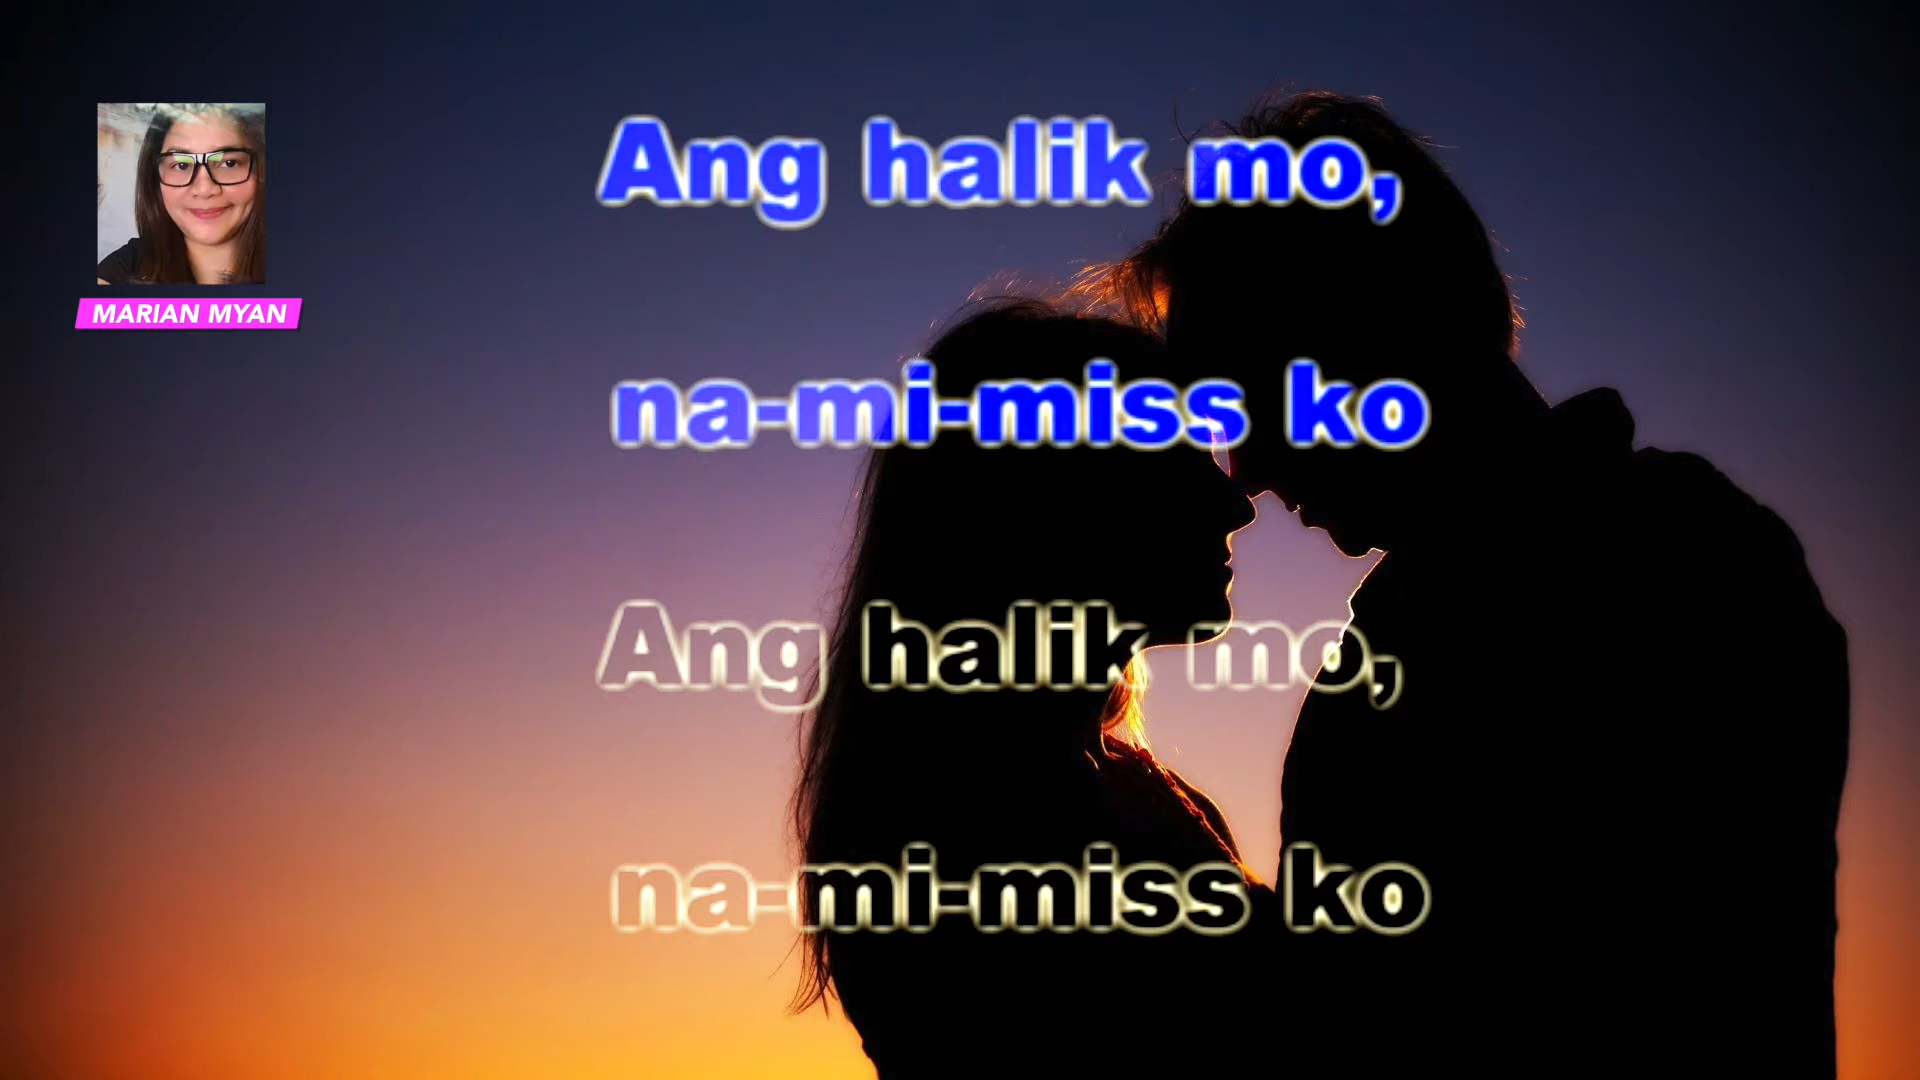 MARIAN MYAN
Ang halik mo,
na-mi-miss ko
Ang halik mo,
na-mi-miss ko